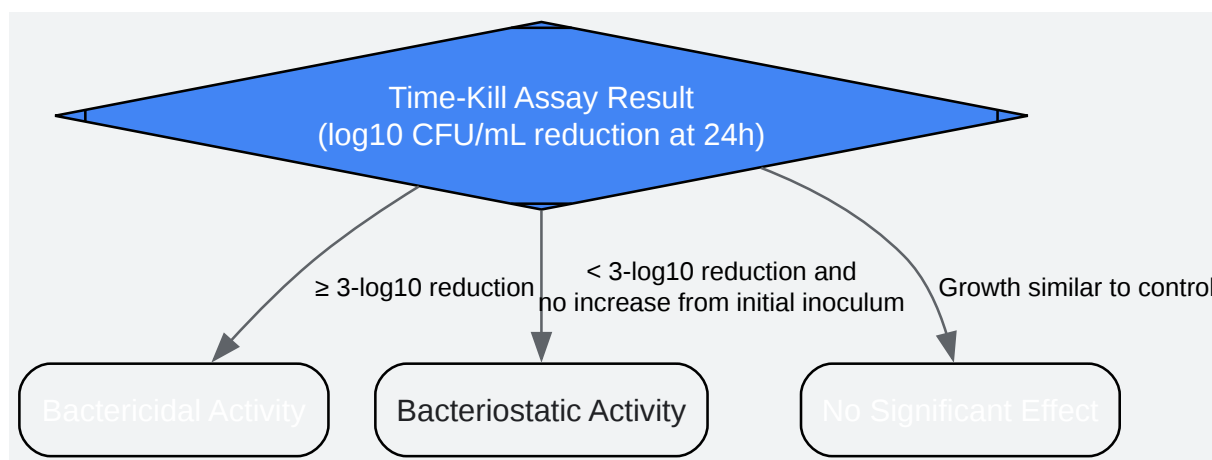 Time-Kill Assay Result
(log10 CFU/mL reduction at 24h)
≥ 3-log10 reduction
< 3-log10 reduction and
no increase from initial inoculum
Growth similar to control
Bactericidal Activity
Bacteriostatic Activity
No Significant Effect